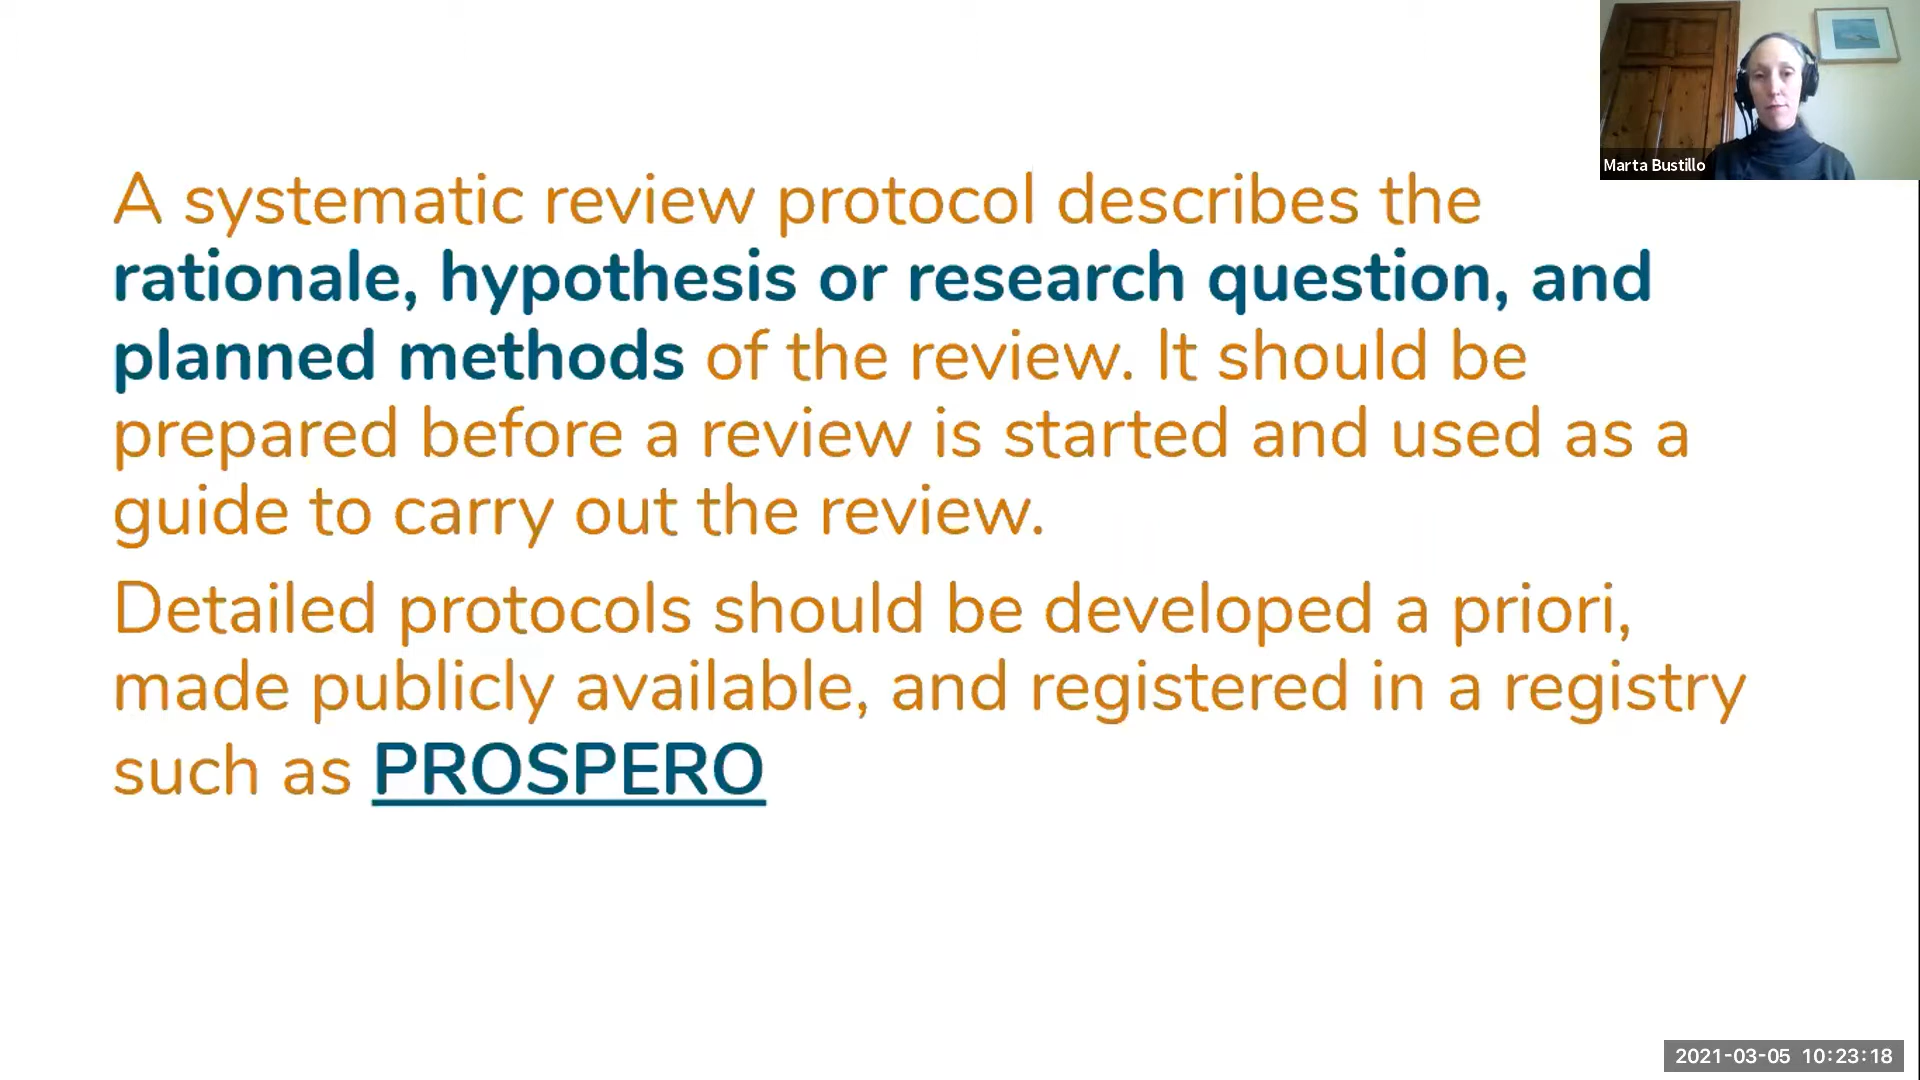 A systematic review protocol describes the
rationale, hypothesis or research question, and
planned methods of the review. It should be
prepared before a review is started and used as a
guide to carry out the review.
Detailed protocols should be developed a priori,
made publicly available, and registered in a registry
such as PROSPERO
Marta Bustillo
2021-03-05 10:23:18